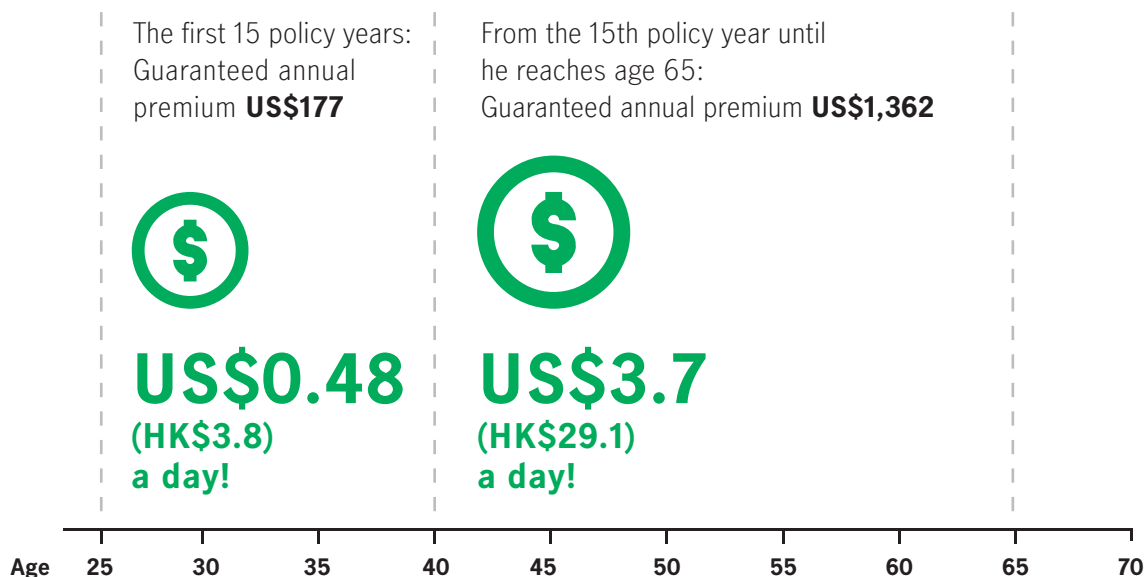 The first 15 policy years:
Guaranteed annual
premium US$177
From the 15th policy year until
he reaches age 65:
Guaranteed annual premium US$1,362
$
$
US$0.48
(HK$3.8)
a day!
US$3.7
(HK$29.1)
a day!
Age 25 30 35 40 45 50 55 60 65 70